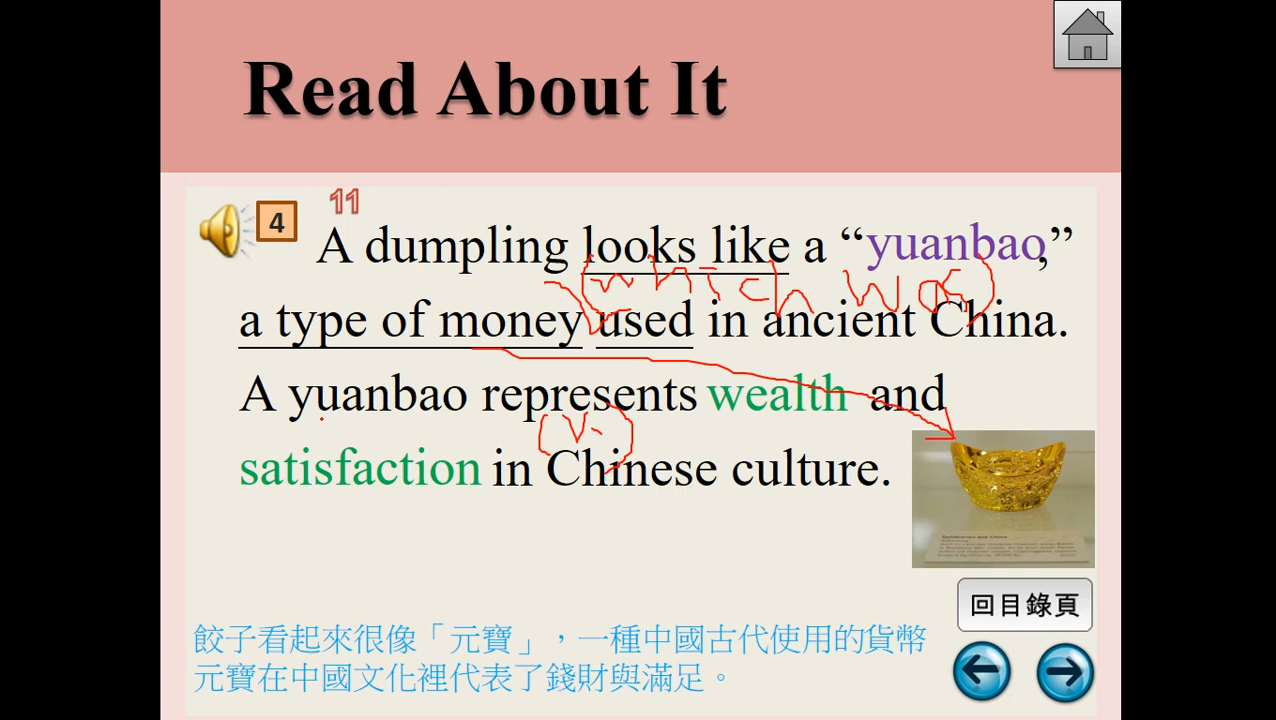 Read About It
11
4
A dumpling looks like a “yuanbao,”
(which was)
a type of money used in ancient China.
A yuanbao represents wealth and
(v.)
satisfaction in Chinese culture.
回目錄頁
餃子看起來很像「元寶」，一種中國古代使用的貨幣
元寶在中國文化裡代表了錢財與滿足。